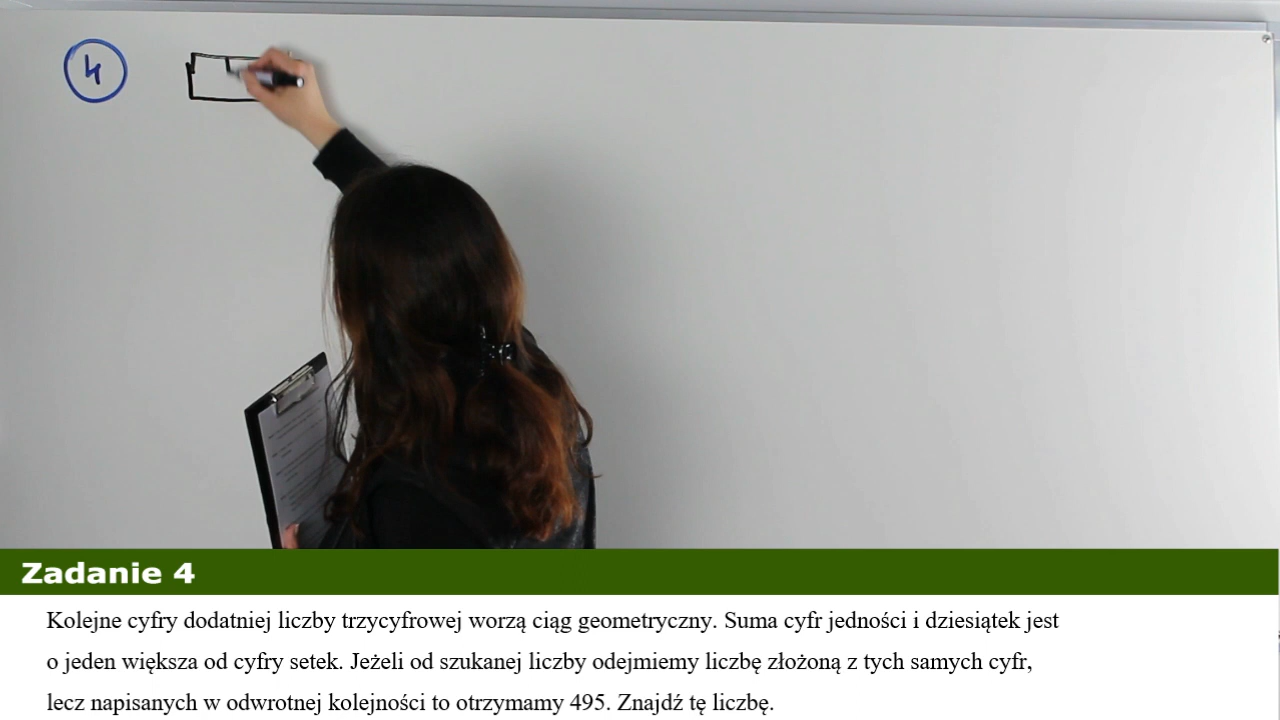 4
Zadanie 4
Kolejne cyfry dodatniej liczby trzycyfrowej worzą ciąg geometryczny. Suma cyfr jedności i dziesiątek jest
o jeden większa od cyfry setek. Jeżeli od szukanej liczby odejmiemy liczbę złożoną z tych samych cyfr,
lecz napisanych w odwrotnej kolejności to otrzymamy 495. Znajdź tę liczbę.